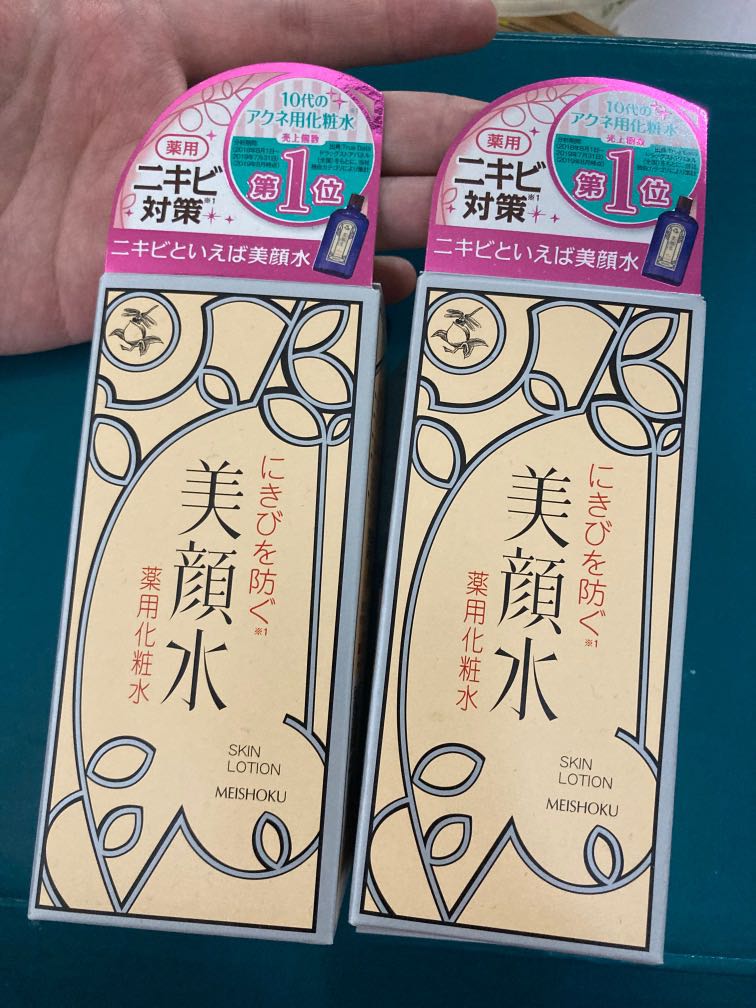 10代の
アクネ用化粧水
売上個数
第1位
薬用
ニキビ
対策※1
ニキビといえば美顔水
にきびを防ぐ※1
美顔水
薬用化粧水
SKIN
LOTION
MEISHOKU
10代の
アクネ用化粧水
売上個数
第1位
薬用
ニキビ
対策※1
ニキビといえば美顔水
にきびを防ぐ※1
美顔水
薬用化粧水
SKIN
LOTION
MEISHOKU